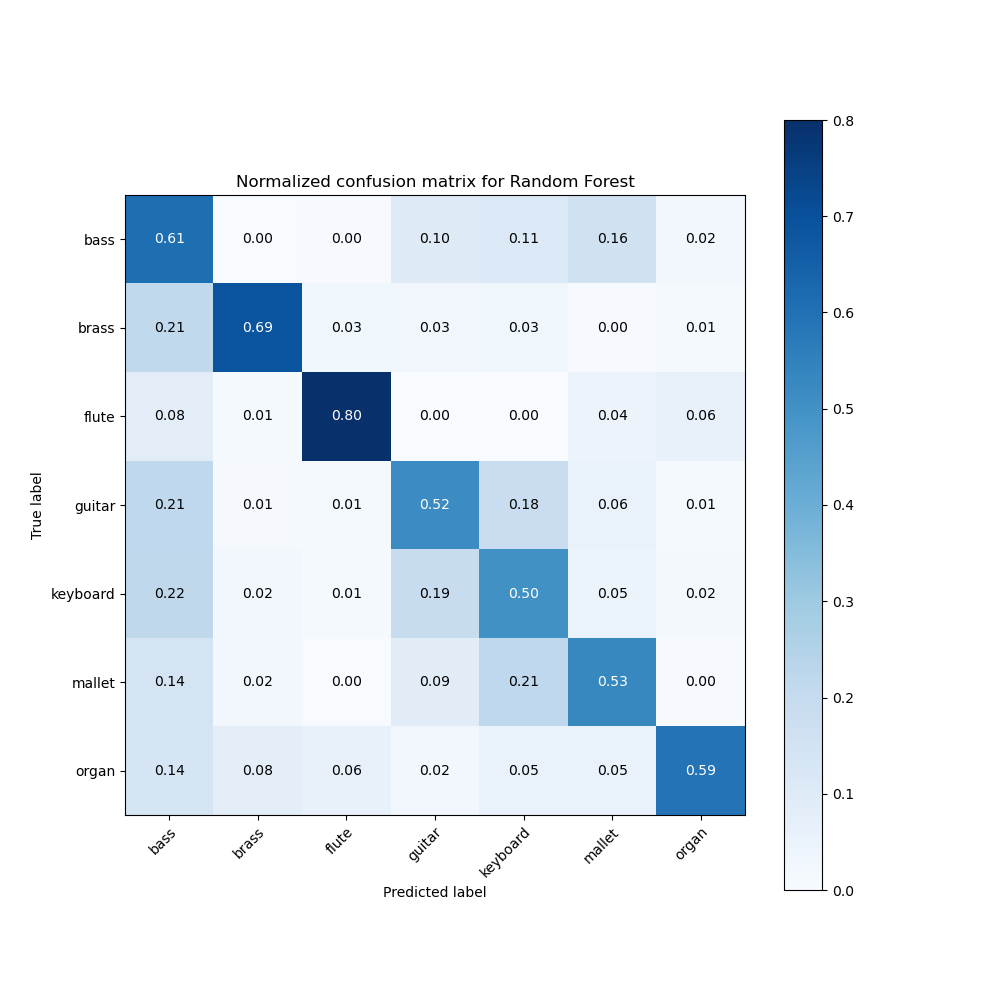 Normalized confusion matrix for Random Forest
True label
bass 0.61 0.00 0.00 0.10 0.11 0.16 0.02
brass 0.21 0.69 0.03 0.03 0.03 0.00 0.01
flute 0.08 0.01 0.80 0.00 0.00 0.04 0.06
guitar 0.21 0.01 0.01 0.52 0.18 0.06 0.01
keyboard 0.22 0.02 0.01 0.19 0.50 0.05 0.02
mallet 0.14 0.02 0.00 0.09 0.21 0.53 0.00
organ 0.14 0.08 0.06 0.02 0.05 0.05 0.59
bass brass flute guitar keyboard mallet organ
Predicted label
0.8
0.7
0.6
0.5
0.4
0.3
0.2
0.1
0.0